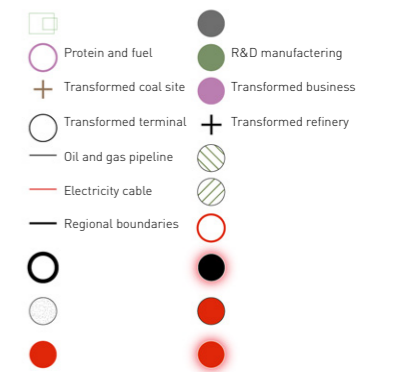 Protein and fuel
R&D manufactering
Transformed coal site
Transformed business
Transformed terminal
Transformed refinery
Oil and gas pipeline
Electricity cable
Regional boundaries